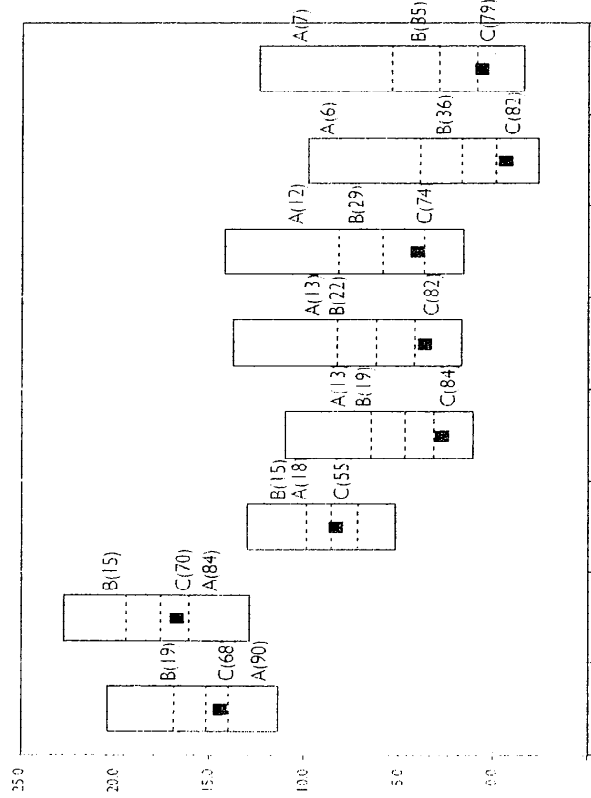 25.0
20.0
15.0
10.0
5.0
0.0
B(19)
C(68
A(90)
B(15)
C(70)
A(84)
B(15)
A(18)
C(55
A(13
B(19)
C(84
A(13)
B(22)
C(82
A(12)
B(29)
C(74
A(6)
B(36)
C(82)
A(7)
B(35)
C(79)